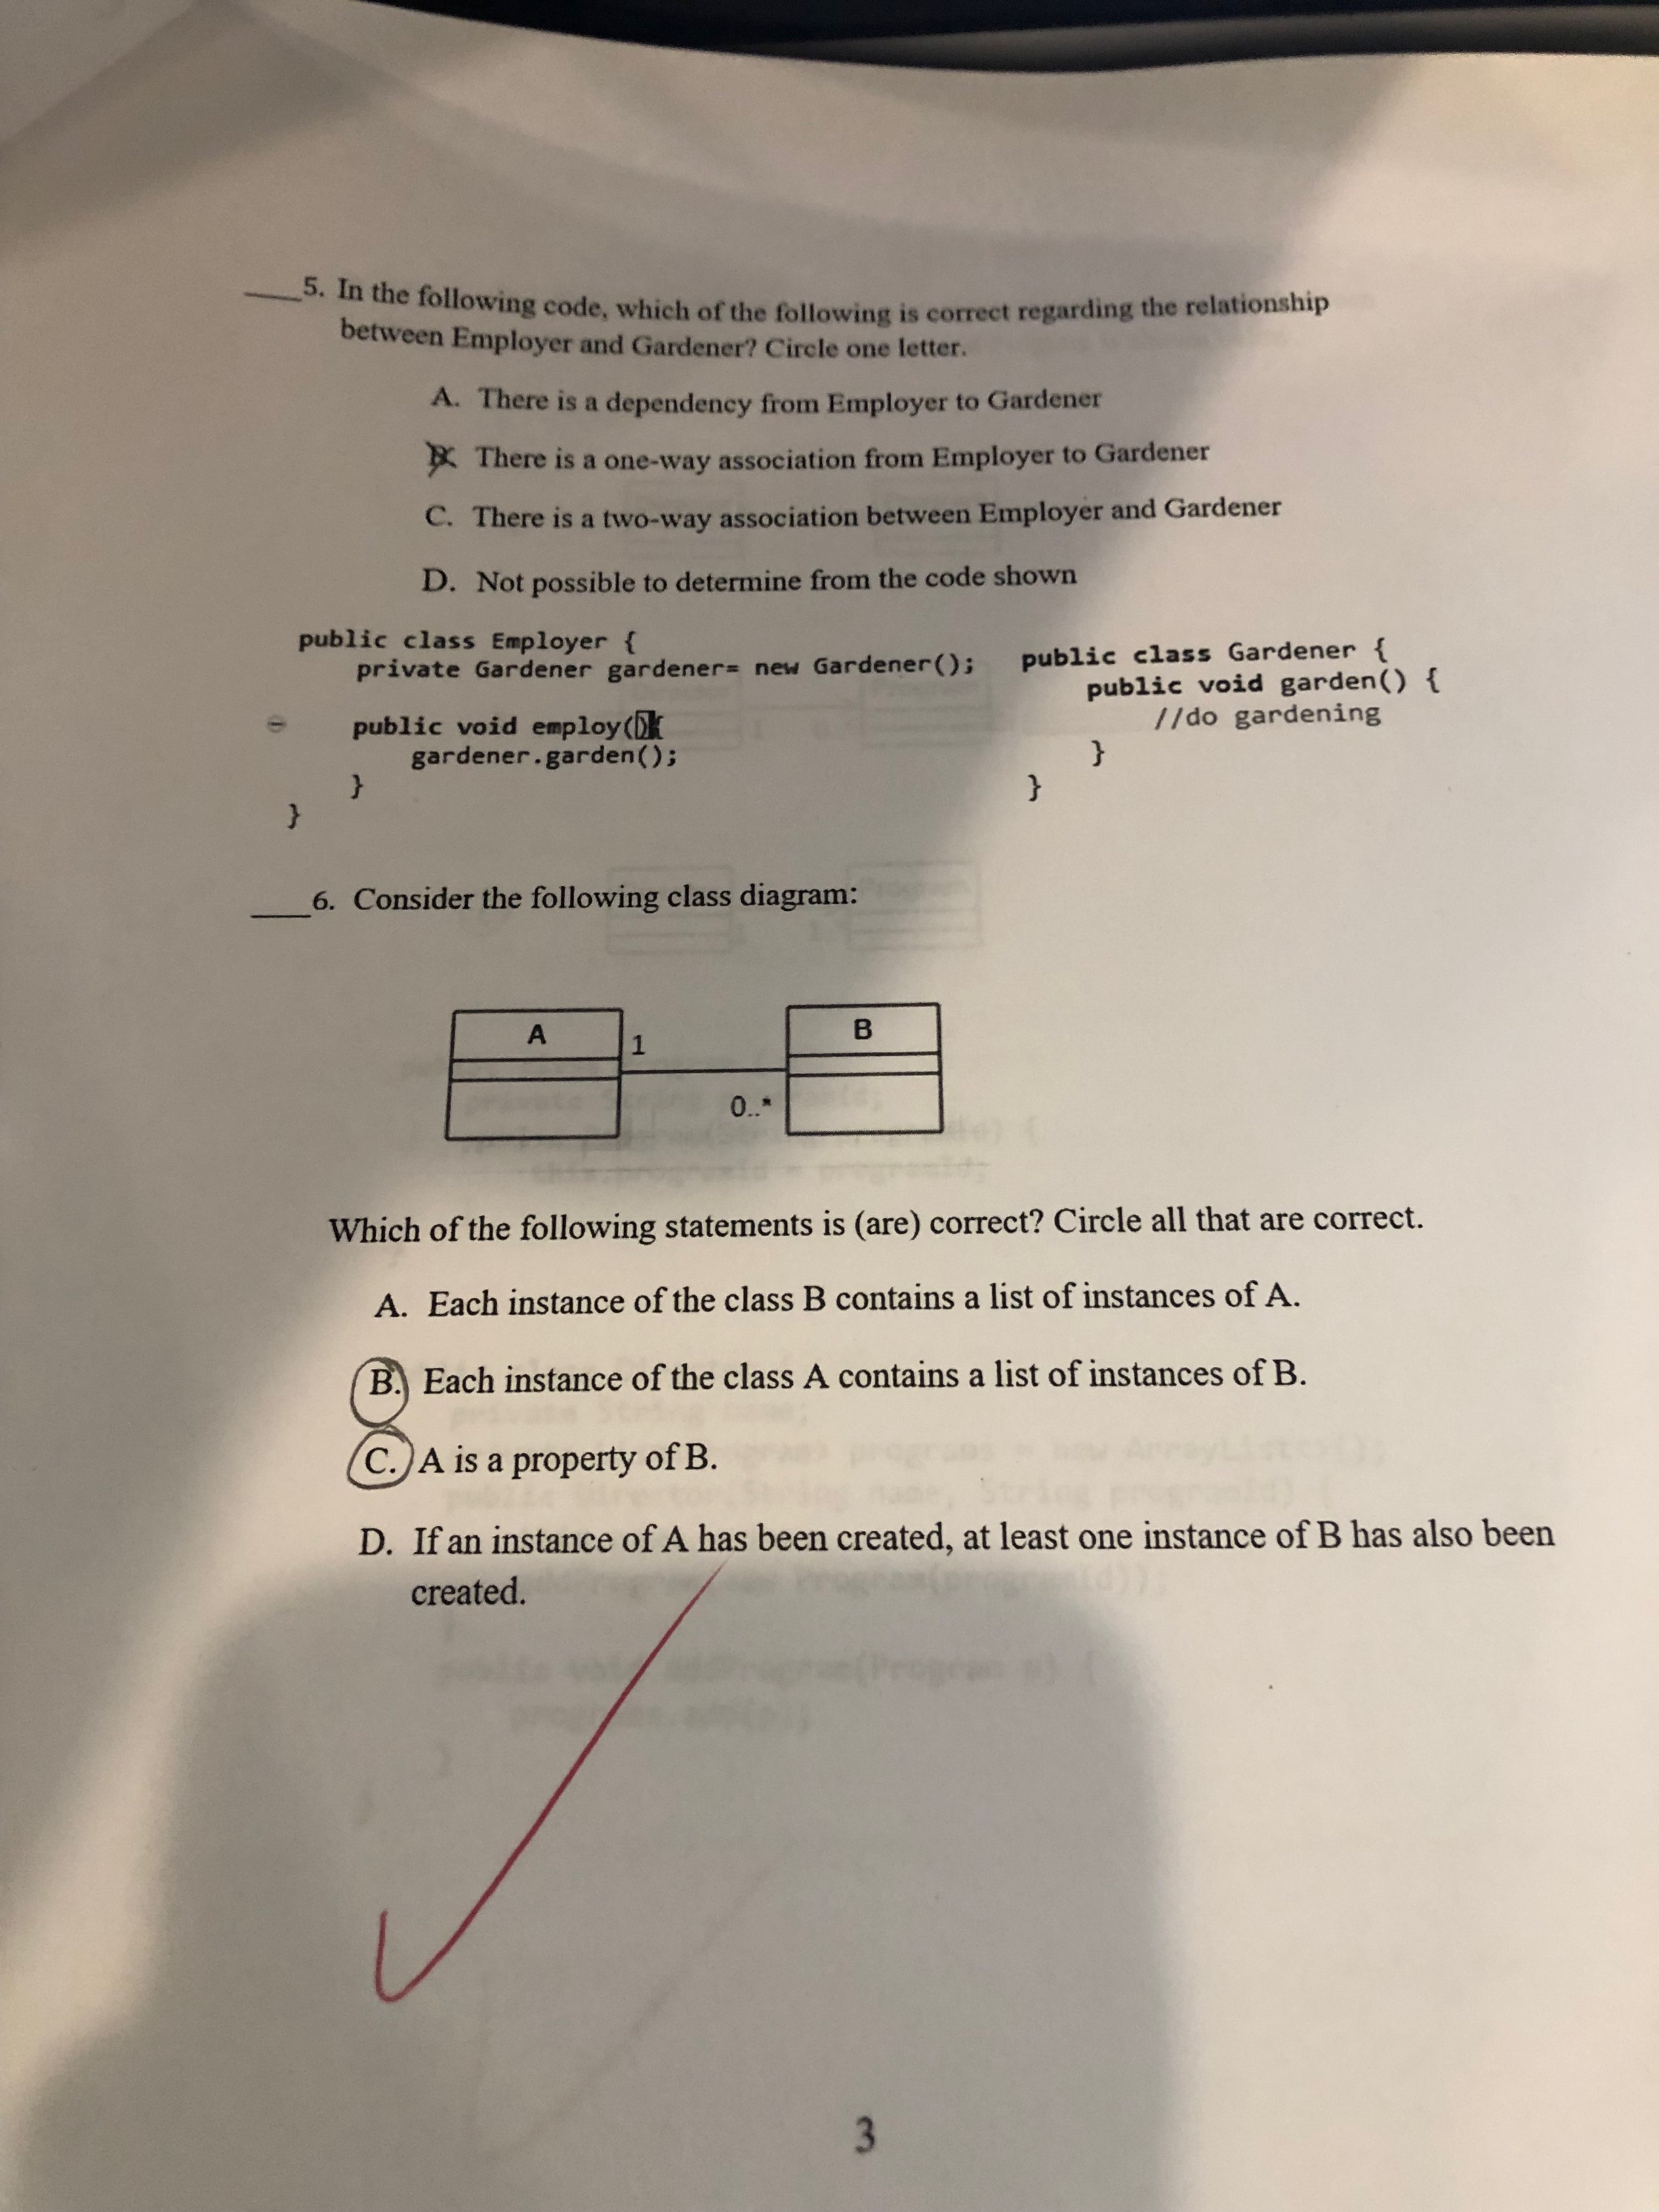 5. In the following code, which of the following is correct regarding the relationship
between Employer and Gardener? Circle one letter.
A. There is a dependency from Employer to Gardener
B. There is a one-way association from Employer to Gardener
C. There is a two-way association between Employer and Gardener
D. Not possible to determine from the code shown
public class Employer {
private Gardener gardener= new Gardener();
public void employ(){
gardener.garden();
}
}
public class Gardener {
public void garden() {
//do gardening
}
}
6. Consider the following class diagram:
A
1
B
0..*
Which of the following statements is (are) correct? Circle all that are correct.
A. Each instance of the class B contains a list of instances of A.
B. Each instance of the class A contains a list of instances of B.
C. A is a property of B.
D. If an instance of A has been created, at least one instance of B has also been
created.
3